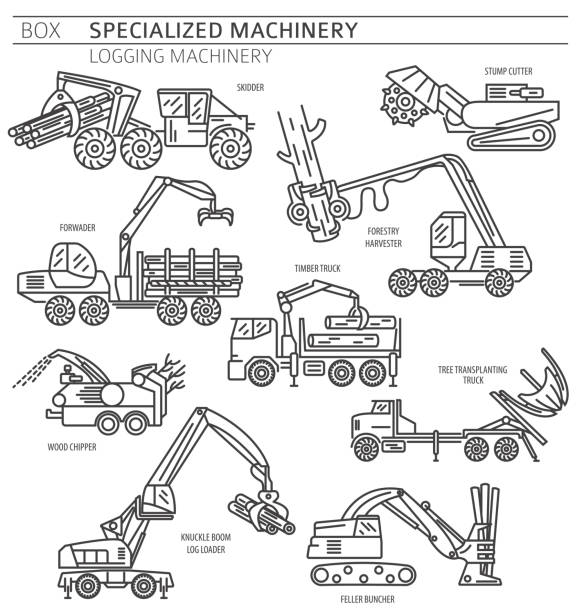 BOX SPECIALIZED MACHINERY
LOGGING MACHINERY
SKIDDER
STUMP CUTTER
FORWADER
FORESTRY
HARVESTER
TIMBER TRUCK
TREE TRANSPLANTING
TRUCK
WOOD CHIPPER
KNUCKLE BOOM
LOG LOADER
FELLER BUNCHER